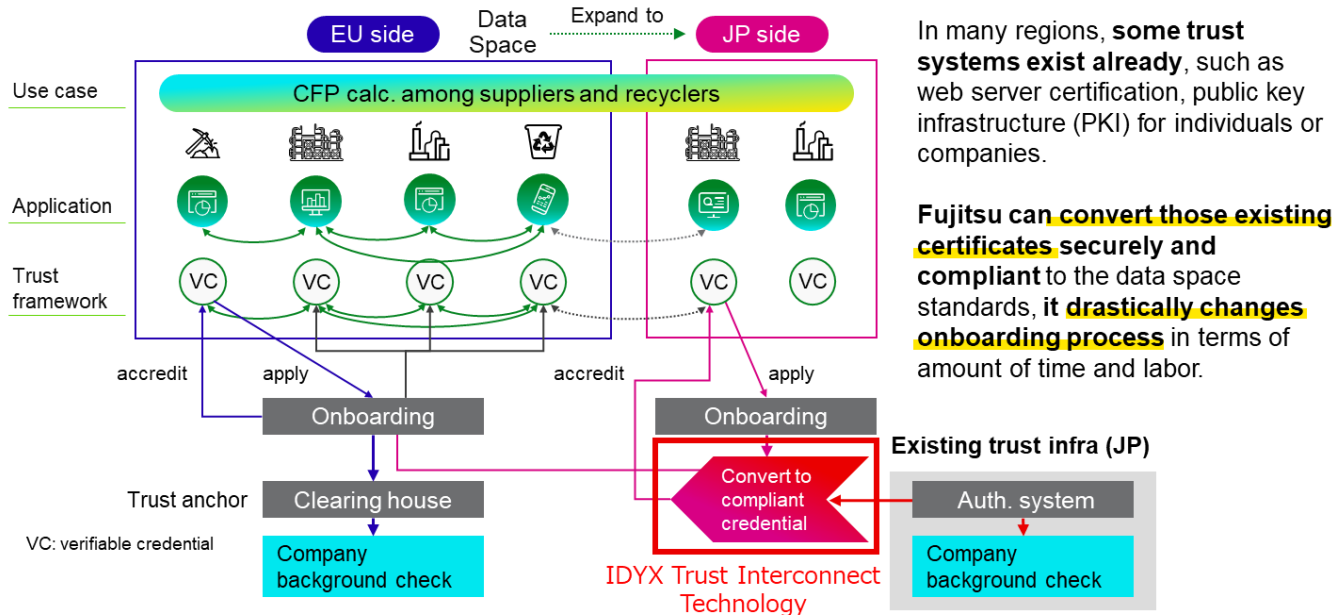 EU side
Data
Space
Expand to
JP side
Use case
CFP calc. among suppliers and recyclers
Application
Trust
framework
VC
VC
VC
VC
VC
VC
accredit
apply
accredit
apply
Onboarding
Onboarding
Trust anchor
Clearing house
Convert to
compliant
credential
Existing trust infra (JP)
Auth. system
VC: verifiable credential
Company
background check
IDYX Trust Interconnect
Technology
Company
background check
In many regions, some trust
systems exist already, such as
web server certification, public key
infrastructure (PKI) for individuals or
companies.
Fujitsu can convert those existing
certificates securely and
compliant to the data space
standards, it drastically changes
onboarding process in terms of
amount of time and labor.